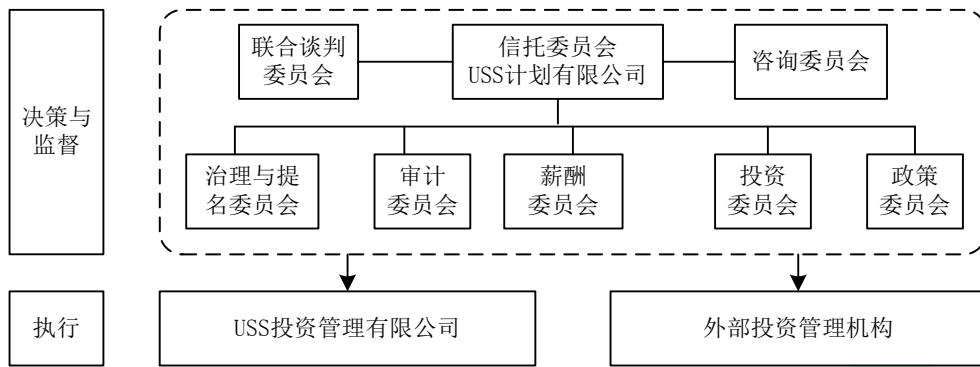 决策与
监督
联合谈判
委员会
信托委员会
USS计划有限公司
咨询委员会
治理与提
名委员会
审计
委员会
薪酬
委员会
投资
委员会
政策
委员会
执行
USS投资管理有限公司
外部投资管理机构